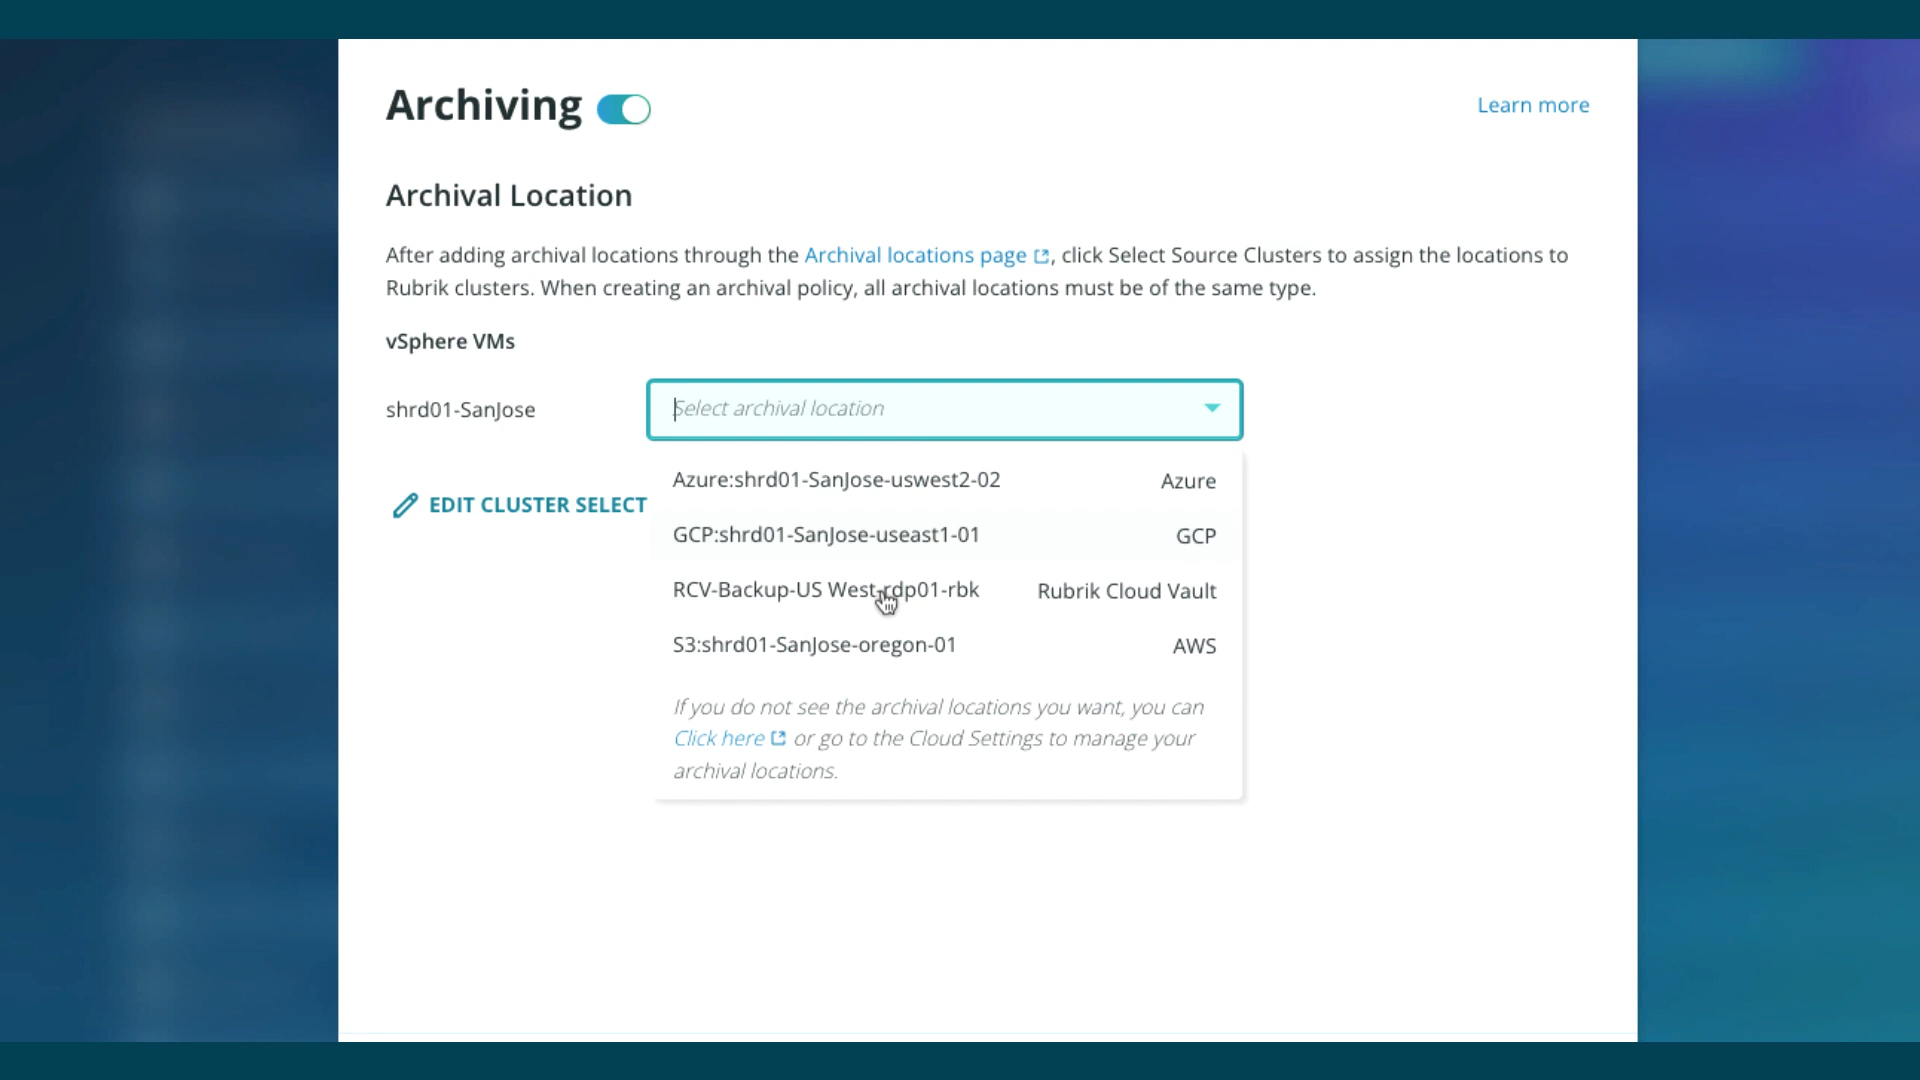 Archiving
Learn more
Archival Location
After adding archival locations through the Archival locations page, click Select Source Clusters to assign the locations to
Rubrik clusters. When creating an archival policy, all archival locations must be of the same type.
vSphere VMs
shrd01-SanJose
Select archival location
Azure:shrd01-SanJose-uswest2-02 Azure
EDIT CLUSTER SELECT
GCP:shrd01-SanJose-useast1-01 GCP
RCV-Backup-US West-rdp01-rbk Rubrik Cloud Vault
S3:shrd01-SanJose-oregon-01 AWS
If you do not see the archival locations you want, you can
Click here or go to the Cloud Settings to manage your
archival locations.